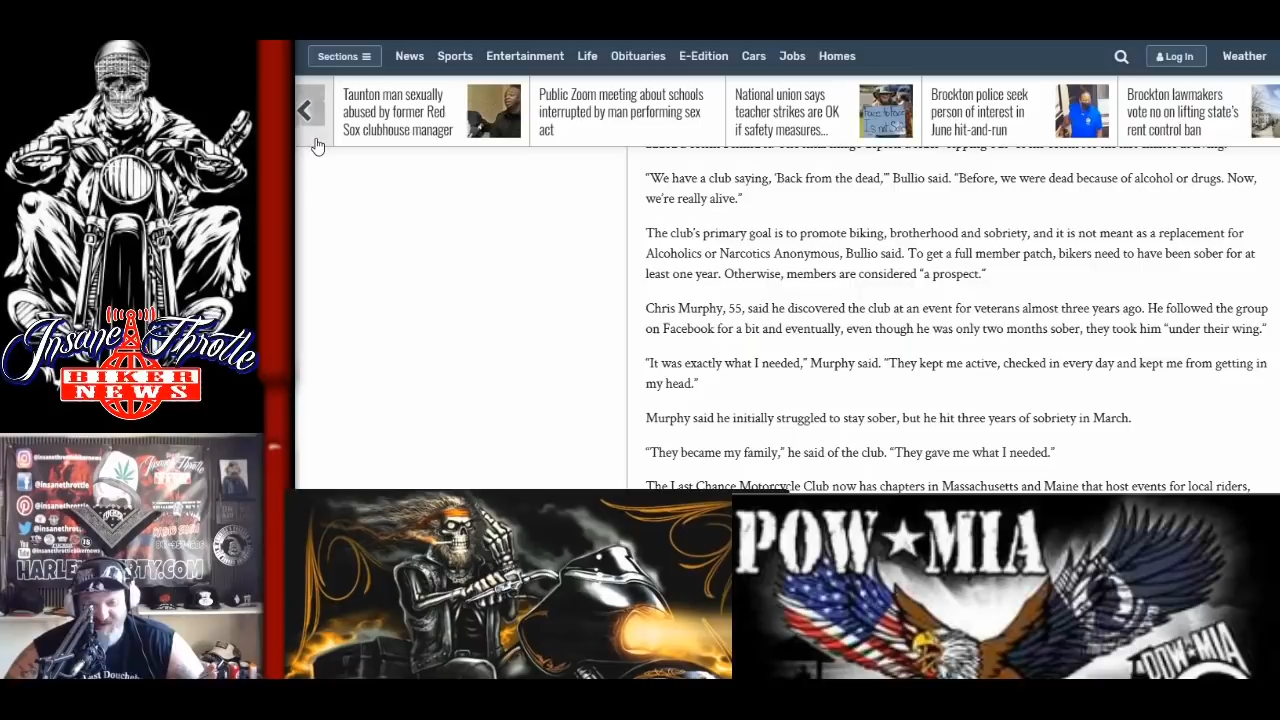 Sections
News
Sports
Entertainment
Life
Obituaries
E-Edition
Cars
Jobs
Homes
Log In
Weather
Taunton man sexually
abused by former Red
Sox clubhouse manager
Public Zoom meeting about schools
interrupted by man performing sex
act
National union says
teacher strikes are OK
if safety measures...
Brockton police seek
person of interest in
June hit-and-run
Brockton lawmakers
vote no on lifting state's
rent control ban
“We have a club saying, ‘Back from the dead,’” Bullio said. “Before, we were dead because of alcohol or drugs. Now,
we’re really alive.”
The club’s primary goal is to promote biking, brotherhood and sobriety, and it is not meant as a replacement for
Alcoholics or Narcotics Anonymous, Bullio said. To get a full member patch, bikers need to have been sober for at
least one year. Otherwise, members are considered “a prospect.”
Chris Murphy, 55, said he discovered the club at an event for veterans almost three years ago. He followed the group
on Facebook for a bit and eventually, even though he was only two months sober, they took him “under their wing.”
“It was exactly what I needed,” Murphy said. “They kept me active, checked in every day and kept me from getting in
my head.”
Murphy said he initially struggled to stay sober, but he hit three years of sobriety in March.
“They became my family,” he said of the club. “They gave me what I needed.”
The Last Chance Motorcycle Club now has chapters in Massachusetts and Maine that host events for local riders,
Insane Throttle
BIKER
NEWS
@insanethrottle
@insanethrottle
@insanethrottle
@insanethrottle
@insanethrottlebikernews
POW★MIA
POW-MIA